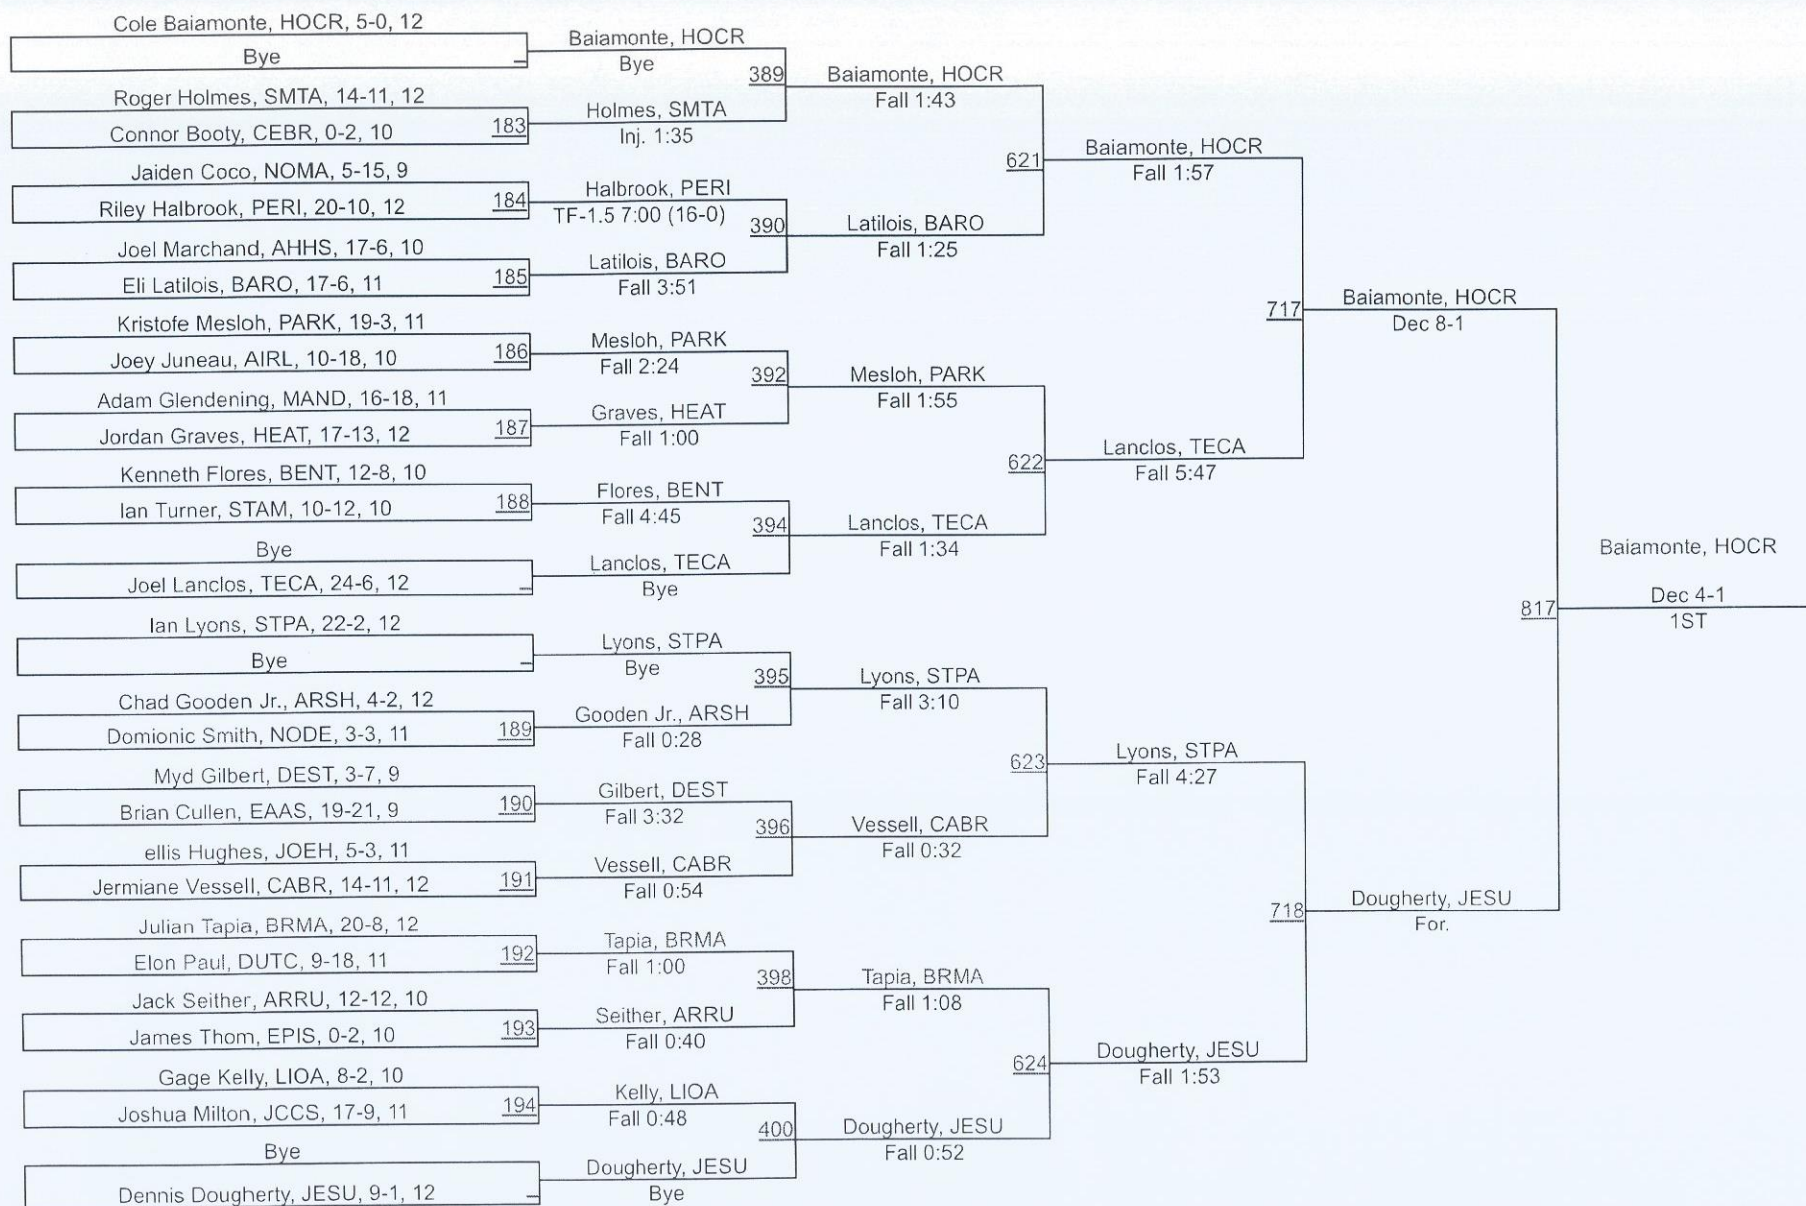 Cole Baiamonte, HOCR, 5-0, 12
Bye
Roger Holmes, SMTA, 14-11, 12
Connor Booty, CEBR, 0-2, 10
183
Jaiden Coco, NOMA, 5-15, 9
Riley Halbrook, PERI, 20-10, 12
184
Joel Marchand, AHHS, 17-6, 10
Eli Latilois, BARO, 17-6, 11
185
Kristofe Mesloh, PARK, 19-3, 11
Joey Juneau, AIRL, 10-18, 10
186
Adam Glendening, MAND, 16-18, 11
Jordan Graves, HEAT, 17-13, 12
187
Kenneth Flores, BENT, 12-8, 10
Ian Turner, STAM, 10-12, 10
188
Bye
Joel Lanclos, TECA, 24-6, 12
Ian Lyons, STPA, 22-2, 12
Bye
Chad Gooden Jr., ARSH, 4-2, 12
Domionic Smith, NODE, 3-3, 11
189
Myd Gilbert, DEST, 3-7, 9
Brian Cullen, EAAS, 19-21, 9
190
ellis Hughes, JOEH, 5-3, 11
Jermiane Vessell, CABR, 14-11, 12
191
Julian Tapia, BRMA, 20-8, 12
Elon Paul, DUTC, 9-18, 11
192
Jack Seither, ARRU, 12-12, 10
James Thom, EPIS, 0-2, 10
193
Gage Kelly, LIOA, 8-2, 10
Joshua Milton, JCCS, 17-9, 11
194
Bye
Dennis Dougherty, JESU, 9-1, 12
Baiamonte, HOCR
Bye
389
Holmes, SMTA
Inj. 1:35
Halbrook, PERI
TF-1.5 7:00 (16-0)
390
Latilois, BARO
Fall 3:51
Mesloh, PARK
Fall 2:24
392
Graves, HEAT
Fall 1:00
Flores, BENT
Fall 4:45
394
Lanclos, TECA
Bye
Lyons, STPA
Bye
395
Gooden Jr., ARSH
Fall 0:28
Gilbert, DEST
Fall 3:32
396
Vessell, CABR
Fall 0:54
Tapia, BRMA
Fall 1:00
398
Seither, ARRU
Fall 0:40
Kelly, LIOA
Fall 0:48
400
Dougherty, JESU
Bye
Baiamonte, HOCR
Fall 1:43
621
Latilois, BARO
Fall 1:25
Mesloh, PARK
Fall 1:55
622
Lanclos, TECA
Fall 1:34
Lyons, STPA
Fall 3:10
623
Vessell, CABR
Fall 0:32
Tapia, BRMA
Fall 1:08
624
Dougherty, JESU
Fall 0:52
Baiamonte, HOCR
Fall 1:57
717
Lanclos, TECA
Fall 5:47
Lyons, STPA
Fall 4:27
718
Dougherty, JESU
Fall 1:53
Baiamonte, HOCR
Dec 8-1
817
Dougherty, JESU
For.
Baiamonte, HOCR
Dec 4-1
1ST